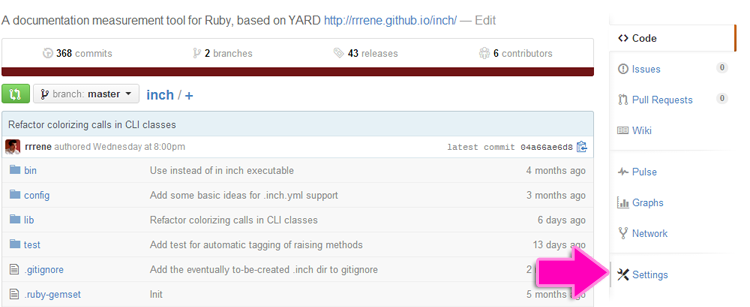 A documentation measurement tool for Ruby, based on YARD http://rrrene.github.io/inch/ — Edit
368 commits 2 branches 43 releases 6 contributors
branch: master inch / +
Refactor colorizing calls in CLI classes
rrrene authored Wednesday at 8:00pm latest commit 04a66ae6d8
bin Use instead of in inch executable 4 months ago
config Add some basic ideas for .inch.yml support 3 months ago
lib Refactor colorizing calls in CLI classes 6 days ago
test Add test for automatic tagging of raising methods 13 days ago
.gitignore Add the eventually to-be-created .inch dir to gitignore 2
.ruby-gemset Init 5 months ago
Code
Issues 0
Pull Requests 0
Wiki
Pulse
Graphs
Network
Settings